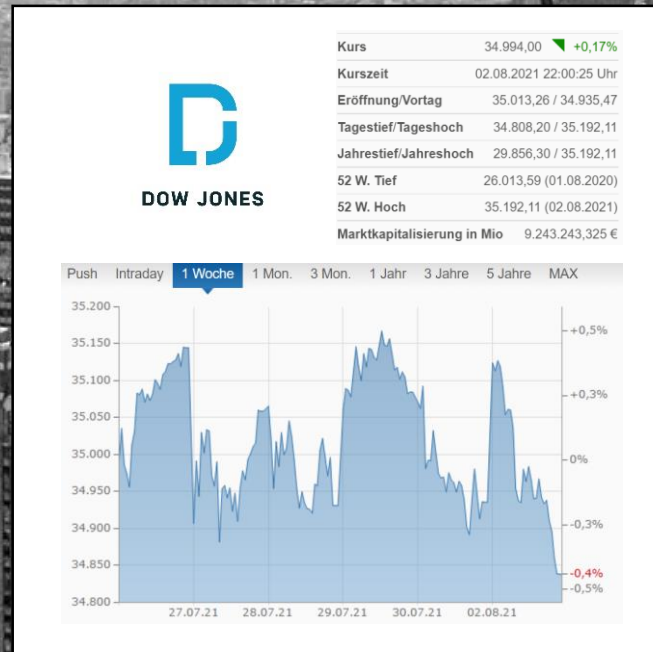 DOW JONES
Kurs 34.994,00 +0,17%
Kurszeit 02.08.2021 22:00:25 Uhr
Eröffnung/Vortag 35.013,26 / 34.935,47
Tagestief/Tageshoch 34.808,20 / 35.192,11
Jahrestief/Jahreshoch 29.856,30 / 35.192,11
52 W. Tief 26.013,59 (01.08.2020)
52 W. Hoch 35.192,11 (02.08.2021)
Marktkapitalisierung in Mio 9.243.243,325 €
Push Intraday 1 Woche 1 Mon. 3 Mon. 1 Jahr 3 Jahre 5 Jahre MAX
35.200
35.150
35.100
35.050
35.000
34.950
34.900
34.850
34.800
+0,5%
+0,3%
0%
-0,3%
-0,4%
-0,5%
27.07.21 28.07.21 29.07.21 30.07.21 02.08.21